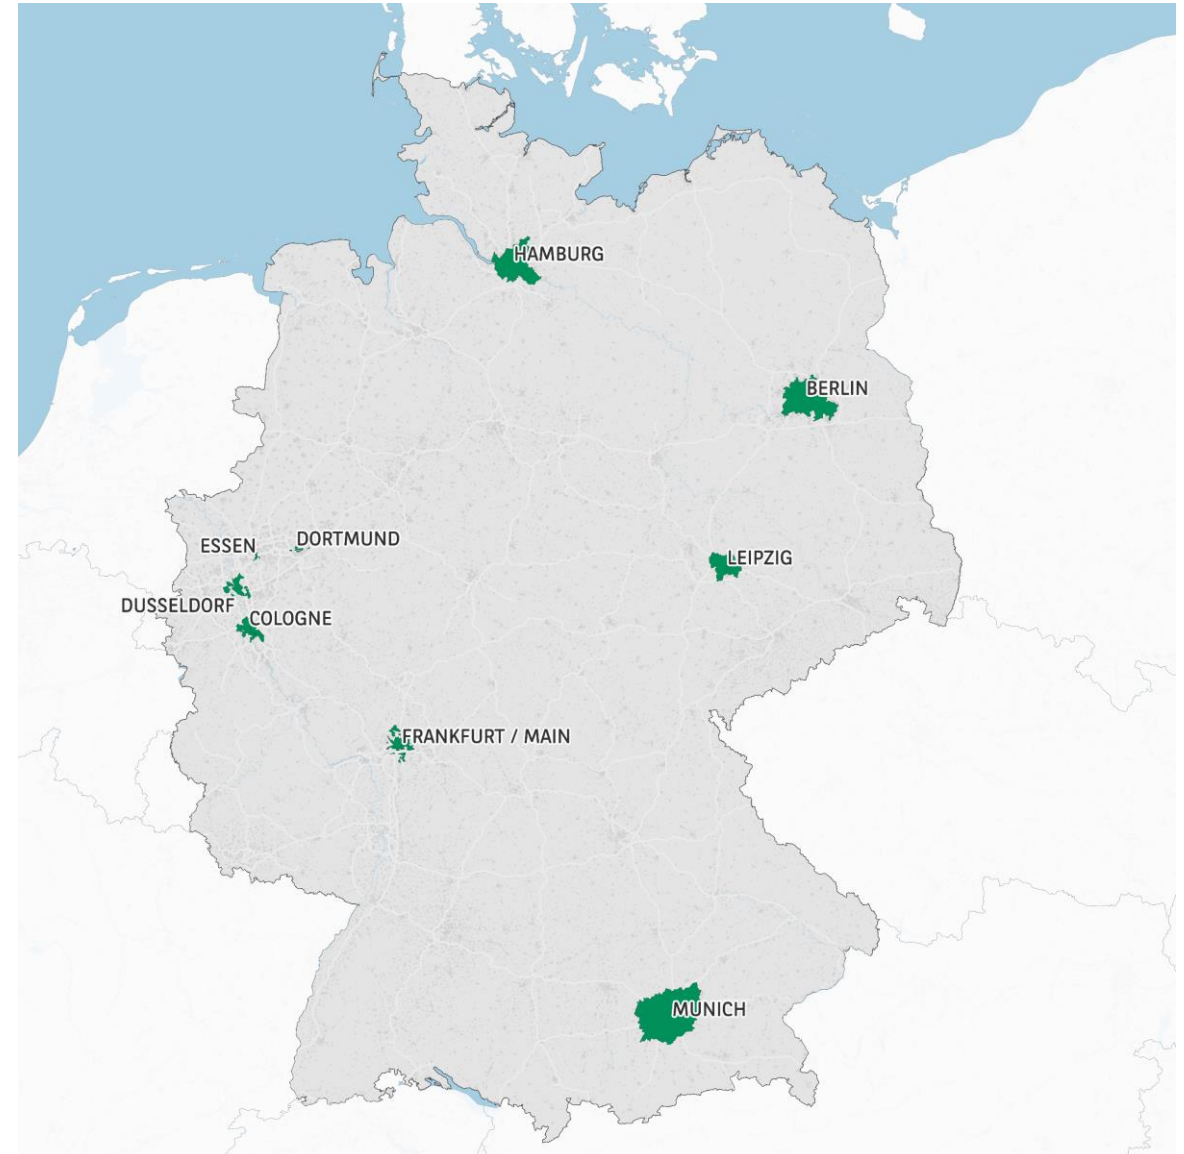 HAMBURG
BERLIN
DORTMUND
ESSEN
LEIPZIG
DUSSELDORF
COLOGNE
FRANKFURT / MAIN
MUNICH